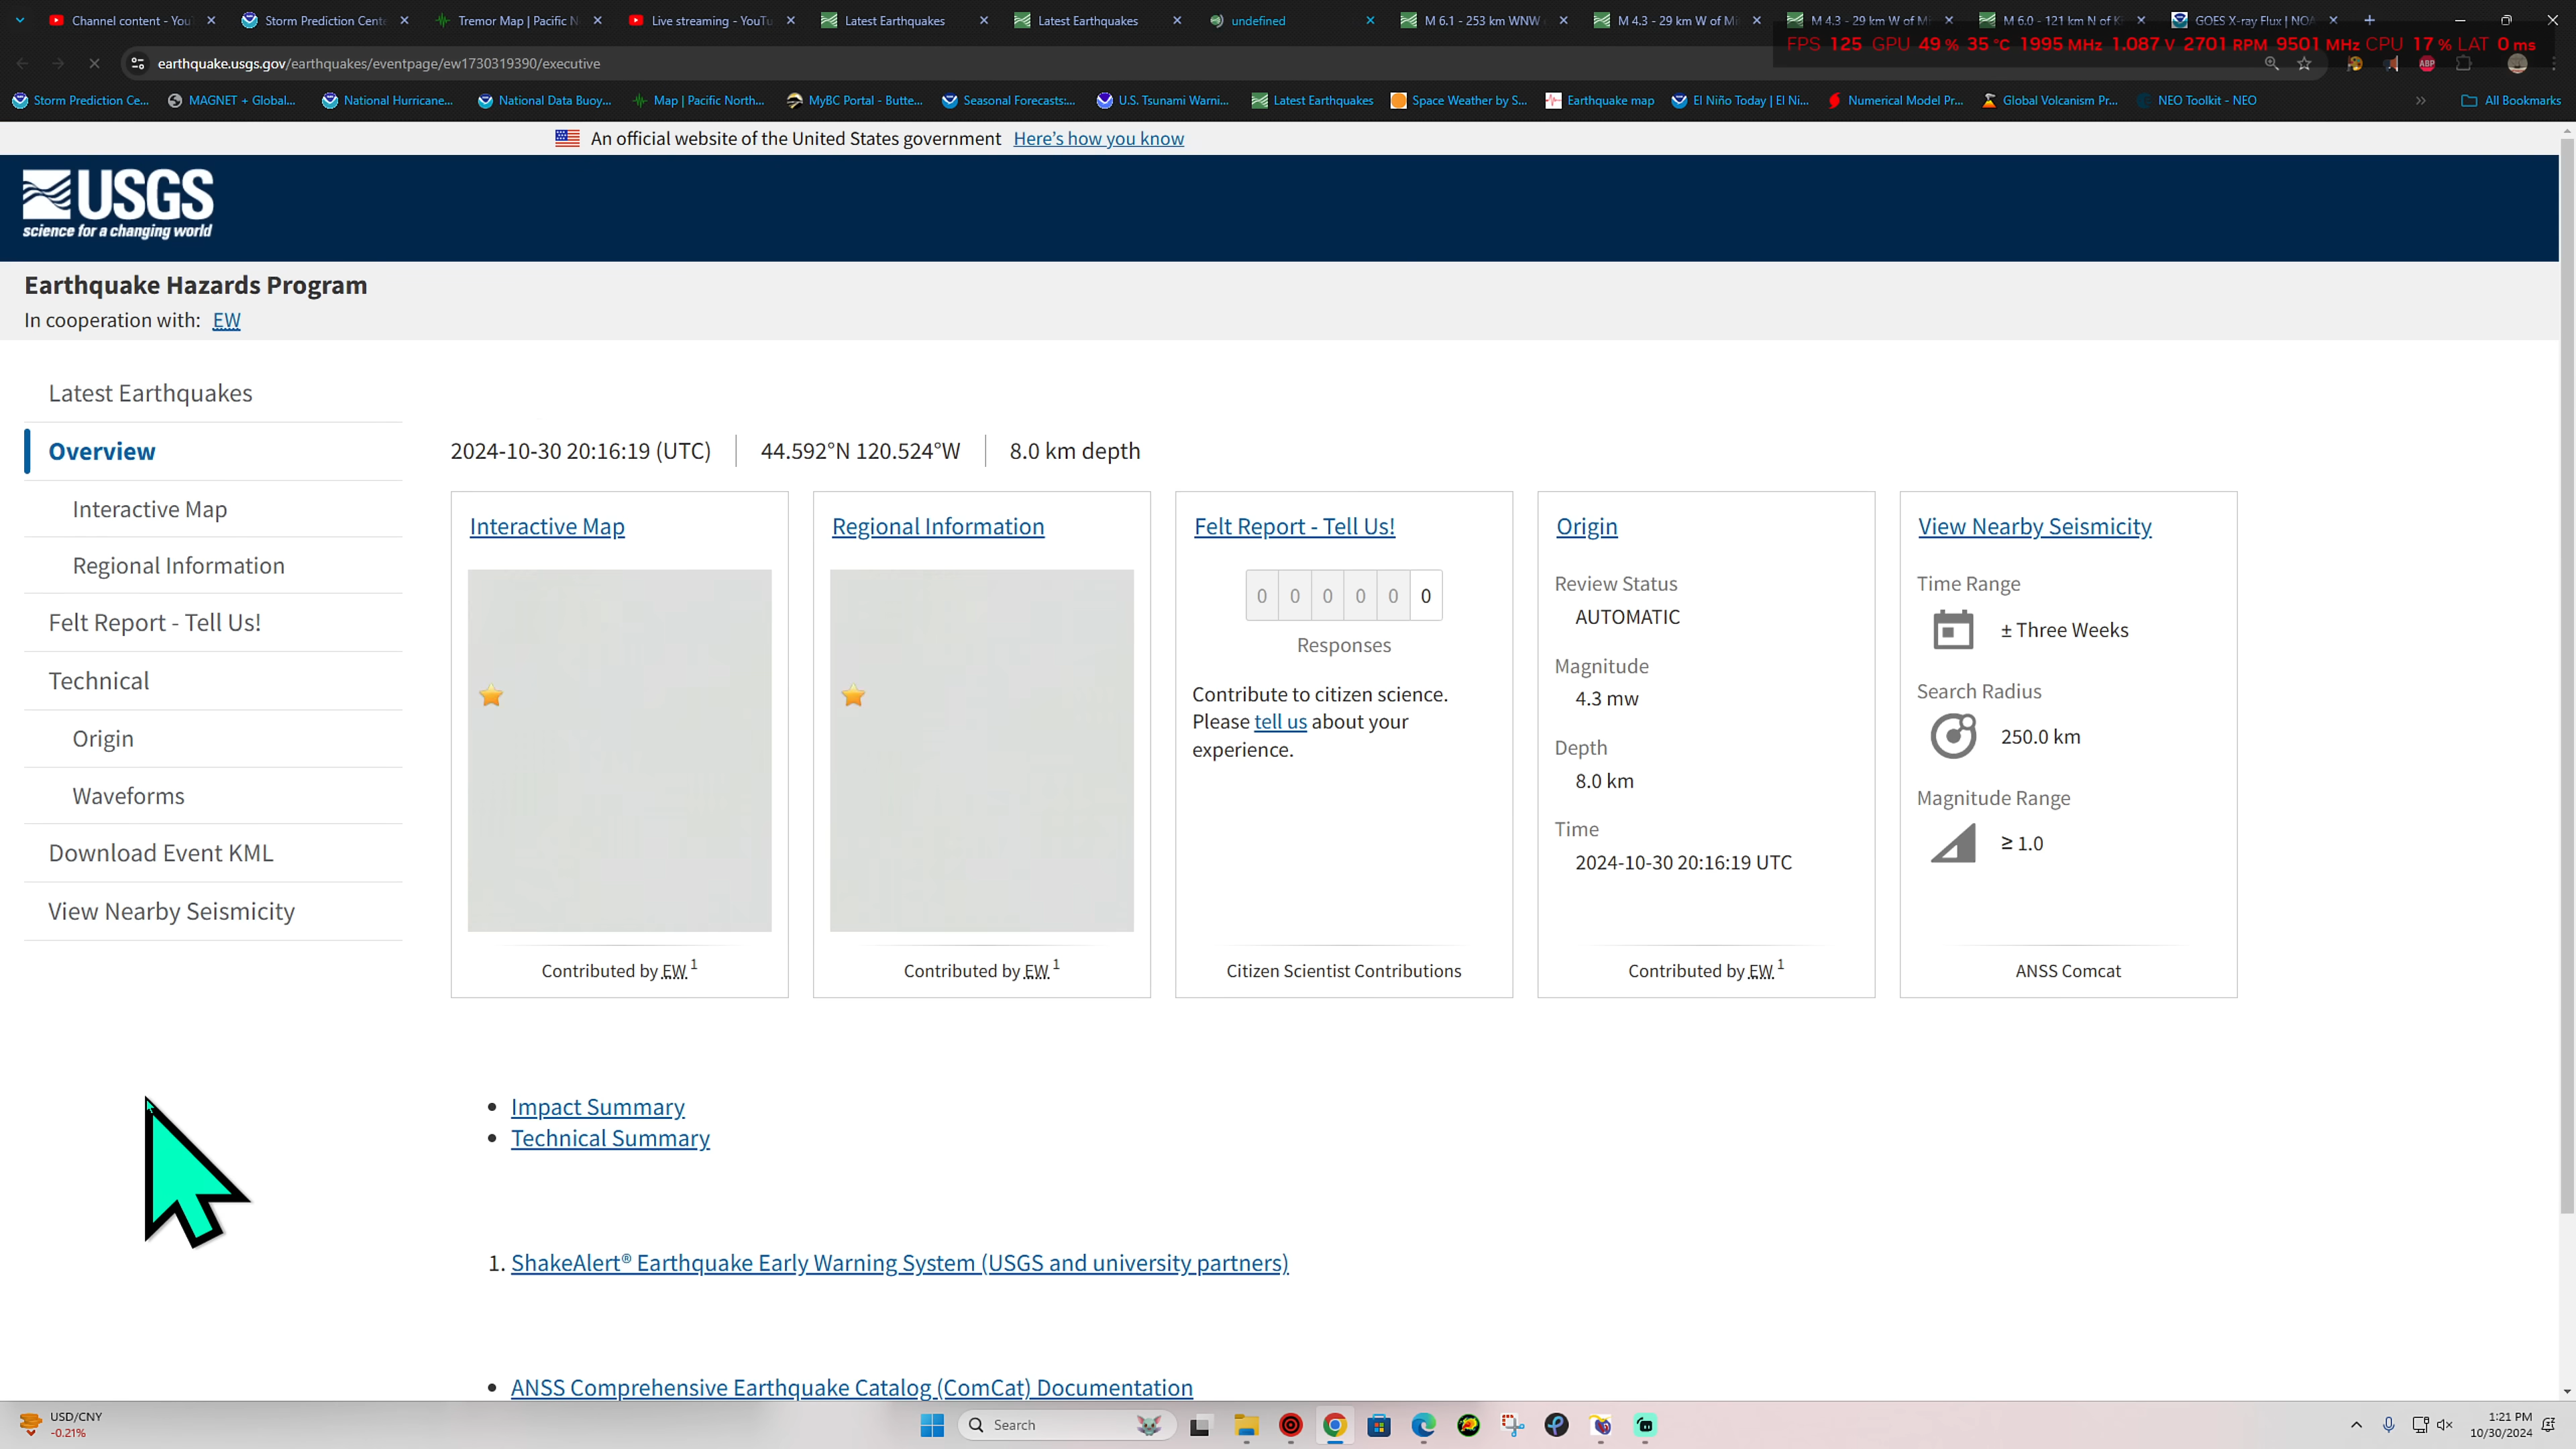 Channel content - You
Storm Prediction Cente
Tremor Map | Pacific N
Live streaming - YouTu
Latest Earthquakes
Latest Earthquakes
undefined
M 6.1 - 253 km WNW
M 4.3 - 29 km W of Mi
M 4.3 - 29 km W of Mi
M 6.0 - 121 km N of K
GOES X-ray Flux | NOA
FPS 125 GPU 49 % 35 °C 1995 MHz 1.087 V 2701 RPM 9501 MHz CPU 17 % LAT 0 ms
earthquake.usgs.gov/earthquakes/eventpage/ew1730319390/executive
ABP
Storm Prediction Ce...
MAGNET + Global...
National Hurricane...
National Data Buoy...
Map | Pacific North...
MyBC Portal - Butte...
Seasonal Forecasts:...
U.S. Tsunami Warni...
Latest Earthquakes
Space Weather by S...
Earthquake map
El Niño Today | El Ni...
Numerical Model Pr...
Global Volcanism Pr...
NEO Toolkit - NEO
All Bookmarks
An official website of the United States government Here's how you know
USGS
science for a changing world
Earthquake Hazards Program
In cooperation with: EW
Latest Earthquakes
Overview
Interactive Map
Regional Information
Felt Report - Tell Us!
Technical
Origin
Waveforms
Download Event KML
View Nearby Seismicity
2024-10-30 20:16:19 (UTC) 44.592°N 120.524°W 8.0 km depth
Interactive Map
Contributed by EW 1
Regional Information
Contributed by EW 1
Felt Report - Tell Us!
0 0 0 0 0 0
Responses
Contribute to citizen science.
Please tell us about your
experience.
Citizen Scientist Contributions
Origin
Review Status
AUTOMATIC
Magnitude
4.3 mw
Depth
8.0 km
Time
2024-10-30 20:16:19 UTC
Contributed by EW 1
View Nearby Seismicity
Time Range
± Three Weeks
Search Radius
250.0 km
Magnitude Range
≥ 1.0
ANSS Comcat
• Impact Summary
• Technical Summary
1. ShakeAlert® Earthquake Early Warning System (USGS and university partners)
• ANSS Comprehensive Earthquake Catalog (ComCat) Documentation
USD/CNY
-0.21%
Search
1:21 PM
10/30/2024